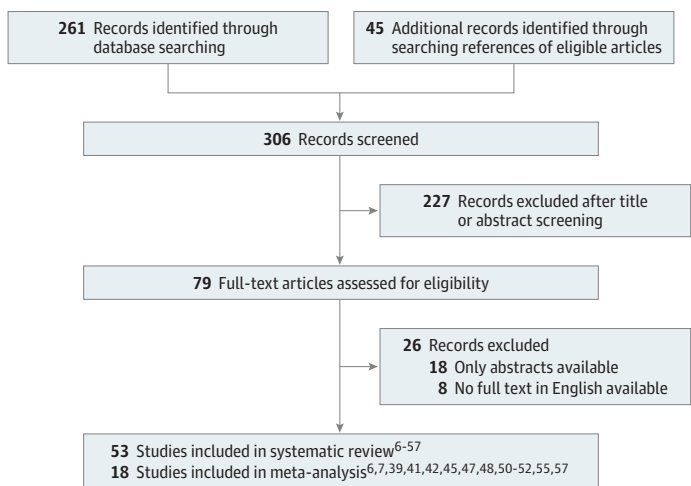 261 Records identified through
database searching
45 Additional records identified through
searching references of eligible articles
306 Records screened
227 Records excluded after title
or abstract screening
79 Full-text articles assessed for eligibility
26 Records excluded
18 Only abstracts available
8 No full text in English available
53 Studies included in systematic review6-57
18 Studies included in meta-analysis6,7,39,41,42,45,47,48,50-52,55,57